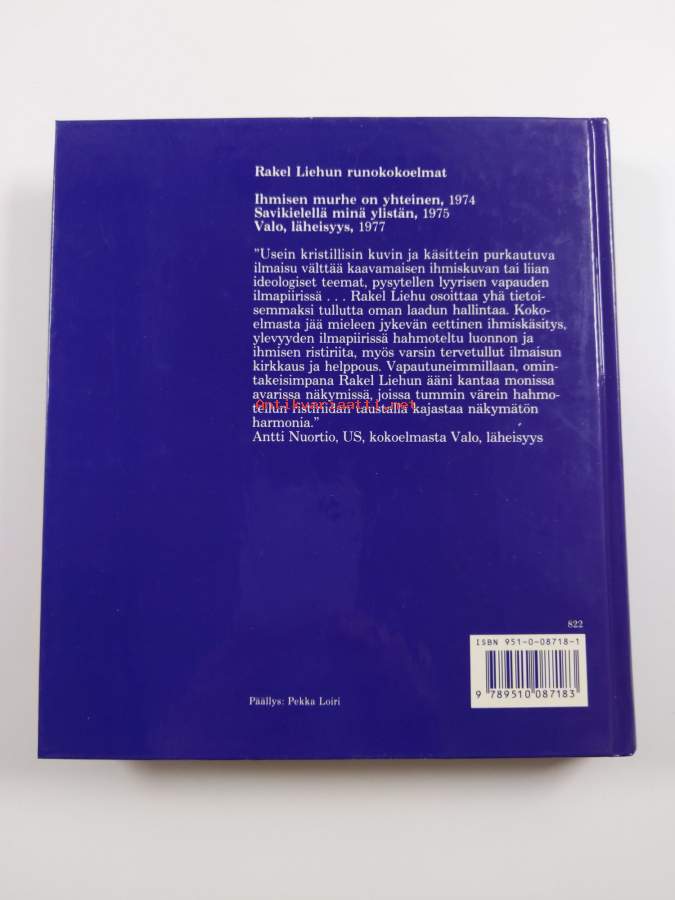 Rakel Liehun runokokoelmat
Ihmisen murhe on yhteinen, 1974
Savikielellä minä ylistän, 1975
Valo, läheisyys, 1977
"Usein kristillisin kuvin ja käsittein purkautuva
ilmaisu välttää kaavamaisen ihmiskuvan tai liian
ideologiset teemat, pysytellen lyyrisen vapauden
ilmapiirissä . . . Rakel Liehu osoittaa yhä tietoi-
semmaksi tullutta oman laadun hallintaa. Koko-
elmasta jää mieleen jykevän eettinen ihmiskäsitys,
ylevyyden ilmapiirissä hahmoteltu luonnon ja
ihmisen ristiriita, myös varsin tervetullut ilmaisun
kirkkaus ja helppous. Vapautuneimmillaan, omin-
takeisimpana Rakel Liehun ääni kantaa monissa
avarissa näkymissä, joissa tummin värein hahmo-
Antikvariaatti.net
tellun ristiriidan taustalla kajastaa näkymätön
harmonia."
Antti Nuortio, US, kokoelmasta Valo, läheisyys
822
ISBN 951-0-08718-1
9 789510 087183
Päällys: Pekka Loiri